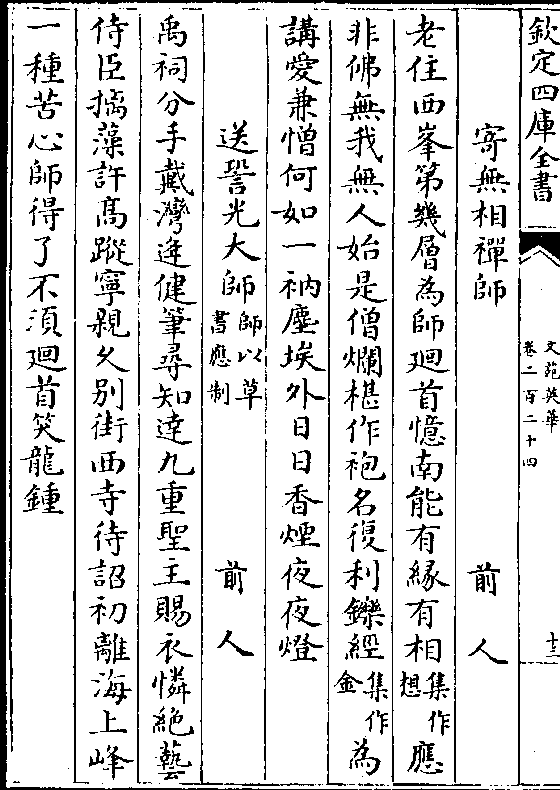 欽定四庫全書
文苑英華
卷二百二十四
十三
寄無相禪師 前人
老住西峯第幾層為師廻首憶南能有緣有相集作想應
非佛無我無人始是僧爛椹作袍名復利鑠經集作金為
講愛兼憎何如一衲塵埃外日日香煙夜夜燈
送𧬄光大師師以草書應制 前人
禹祠分手戴灣逢健筆尋知達九重聖主賜衣憐絶藝
侍臣摛藻許髙蹤寧親久別街西寺待詔初離海上峰
一種苦心師得了不須廻首笑龍鍾